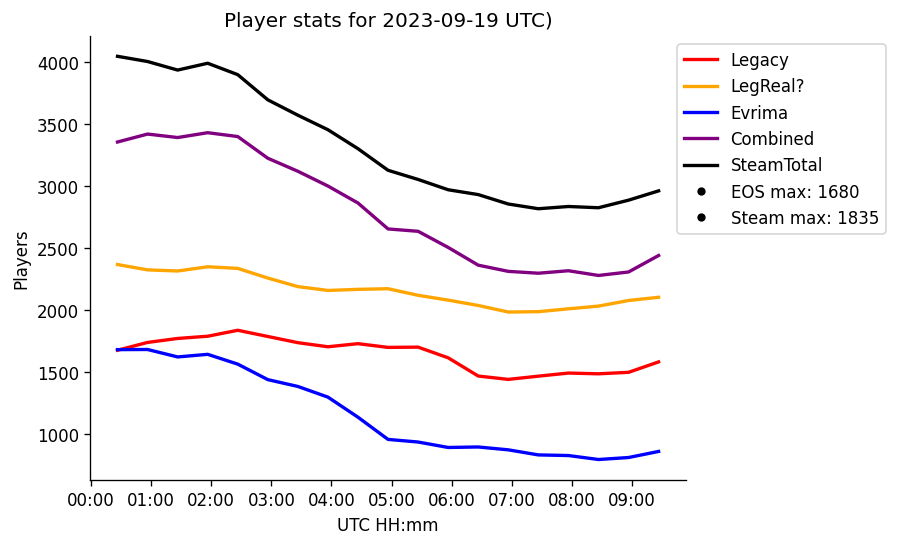 Player stats for 2023-09-19 UTC)
Legacy
LegReal?
Evrima
Combined
SteamTotal
EOS max: 1680
Steam max: 1835
Players
4000
3500
3000
2500
2000
1500
1000
00:00 01:00 02:00 03:00 04:00 05:00 06:00 07:00 08:00 09:00
UTC HH:mm